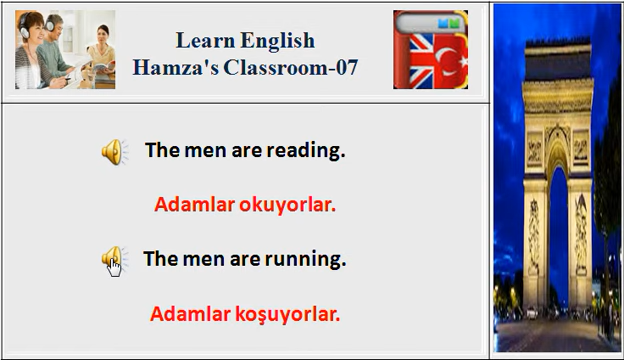 Learn English
Hamza's Classroom-07
The men are reading.
Adamlar okuyorlar.
The men are running.
Adamlar koşuyorlar.